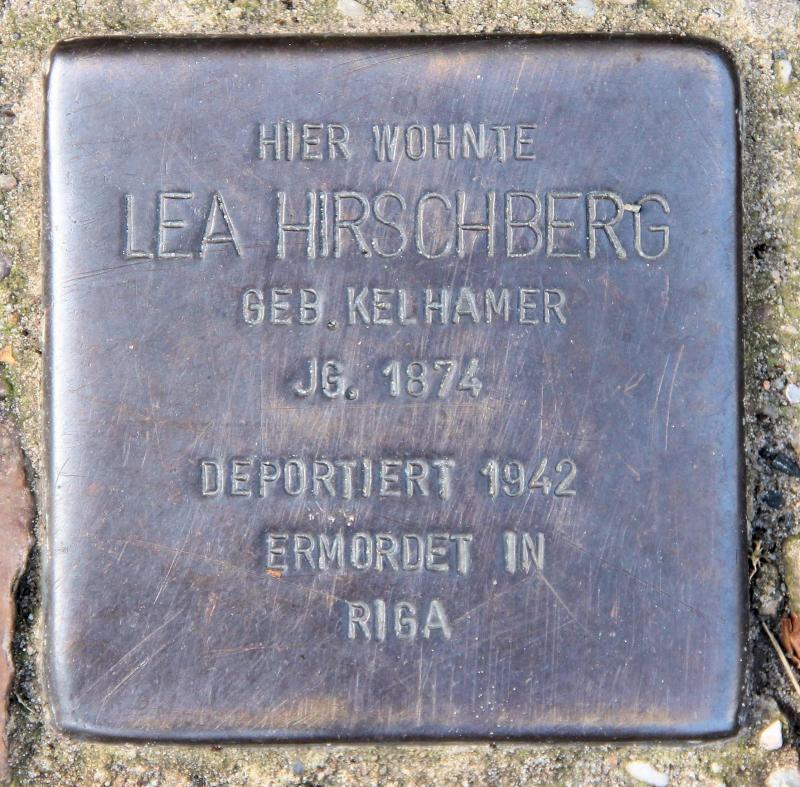 HIER WOHNTE
LEA HIRSCHBERG
GEB. KELHAMER
JG. 1874
DEPORTIERT 1942
ERMORDET IN
RIGA